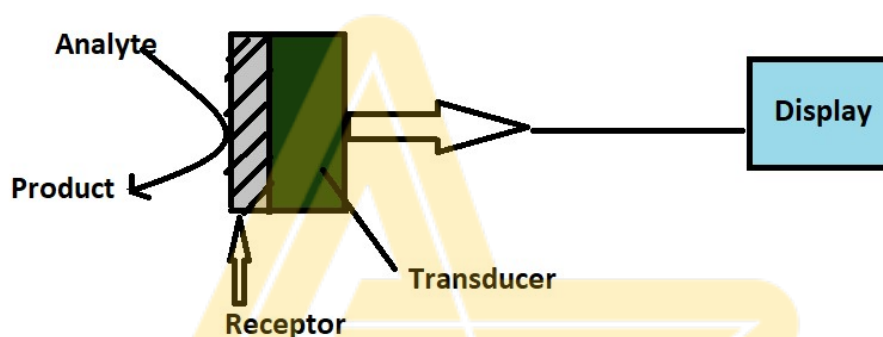 Analyte
Display
Product
Transducer
Receptor